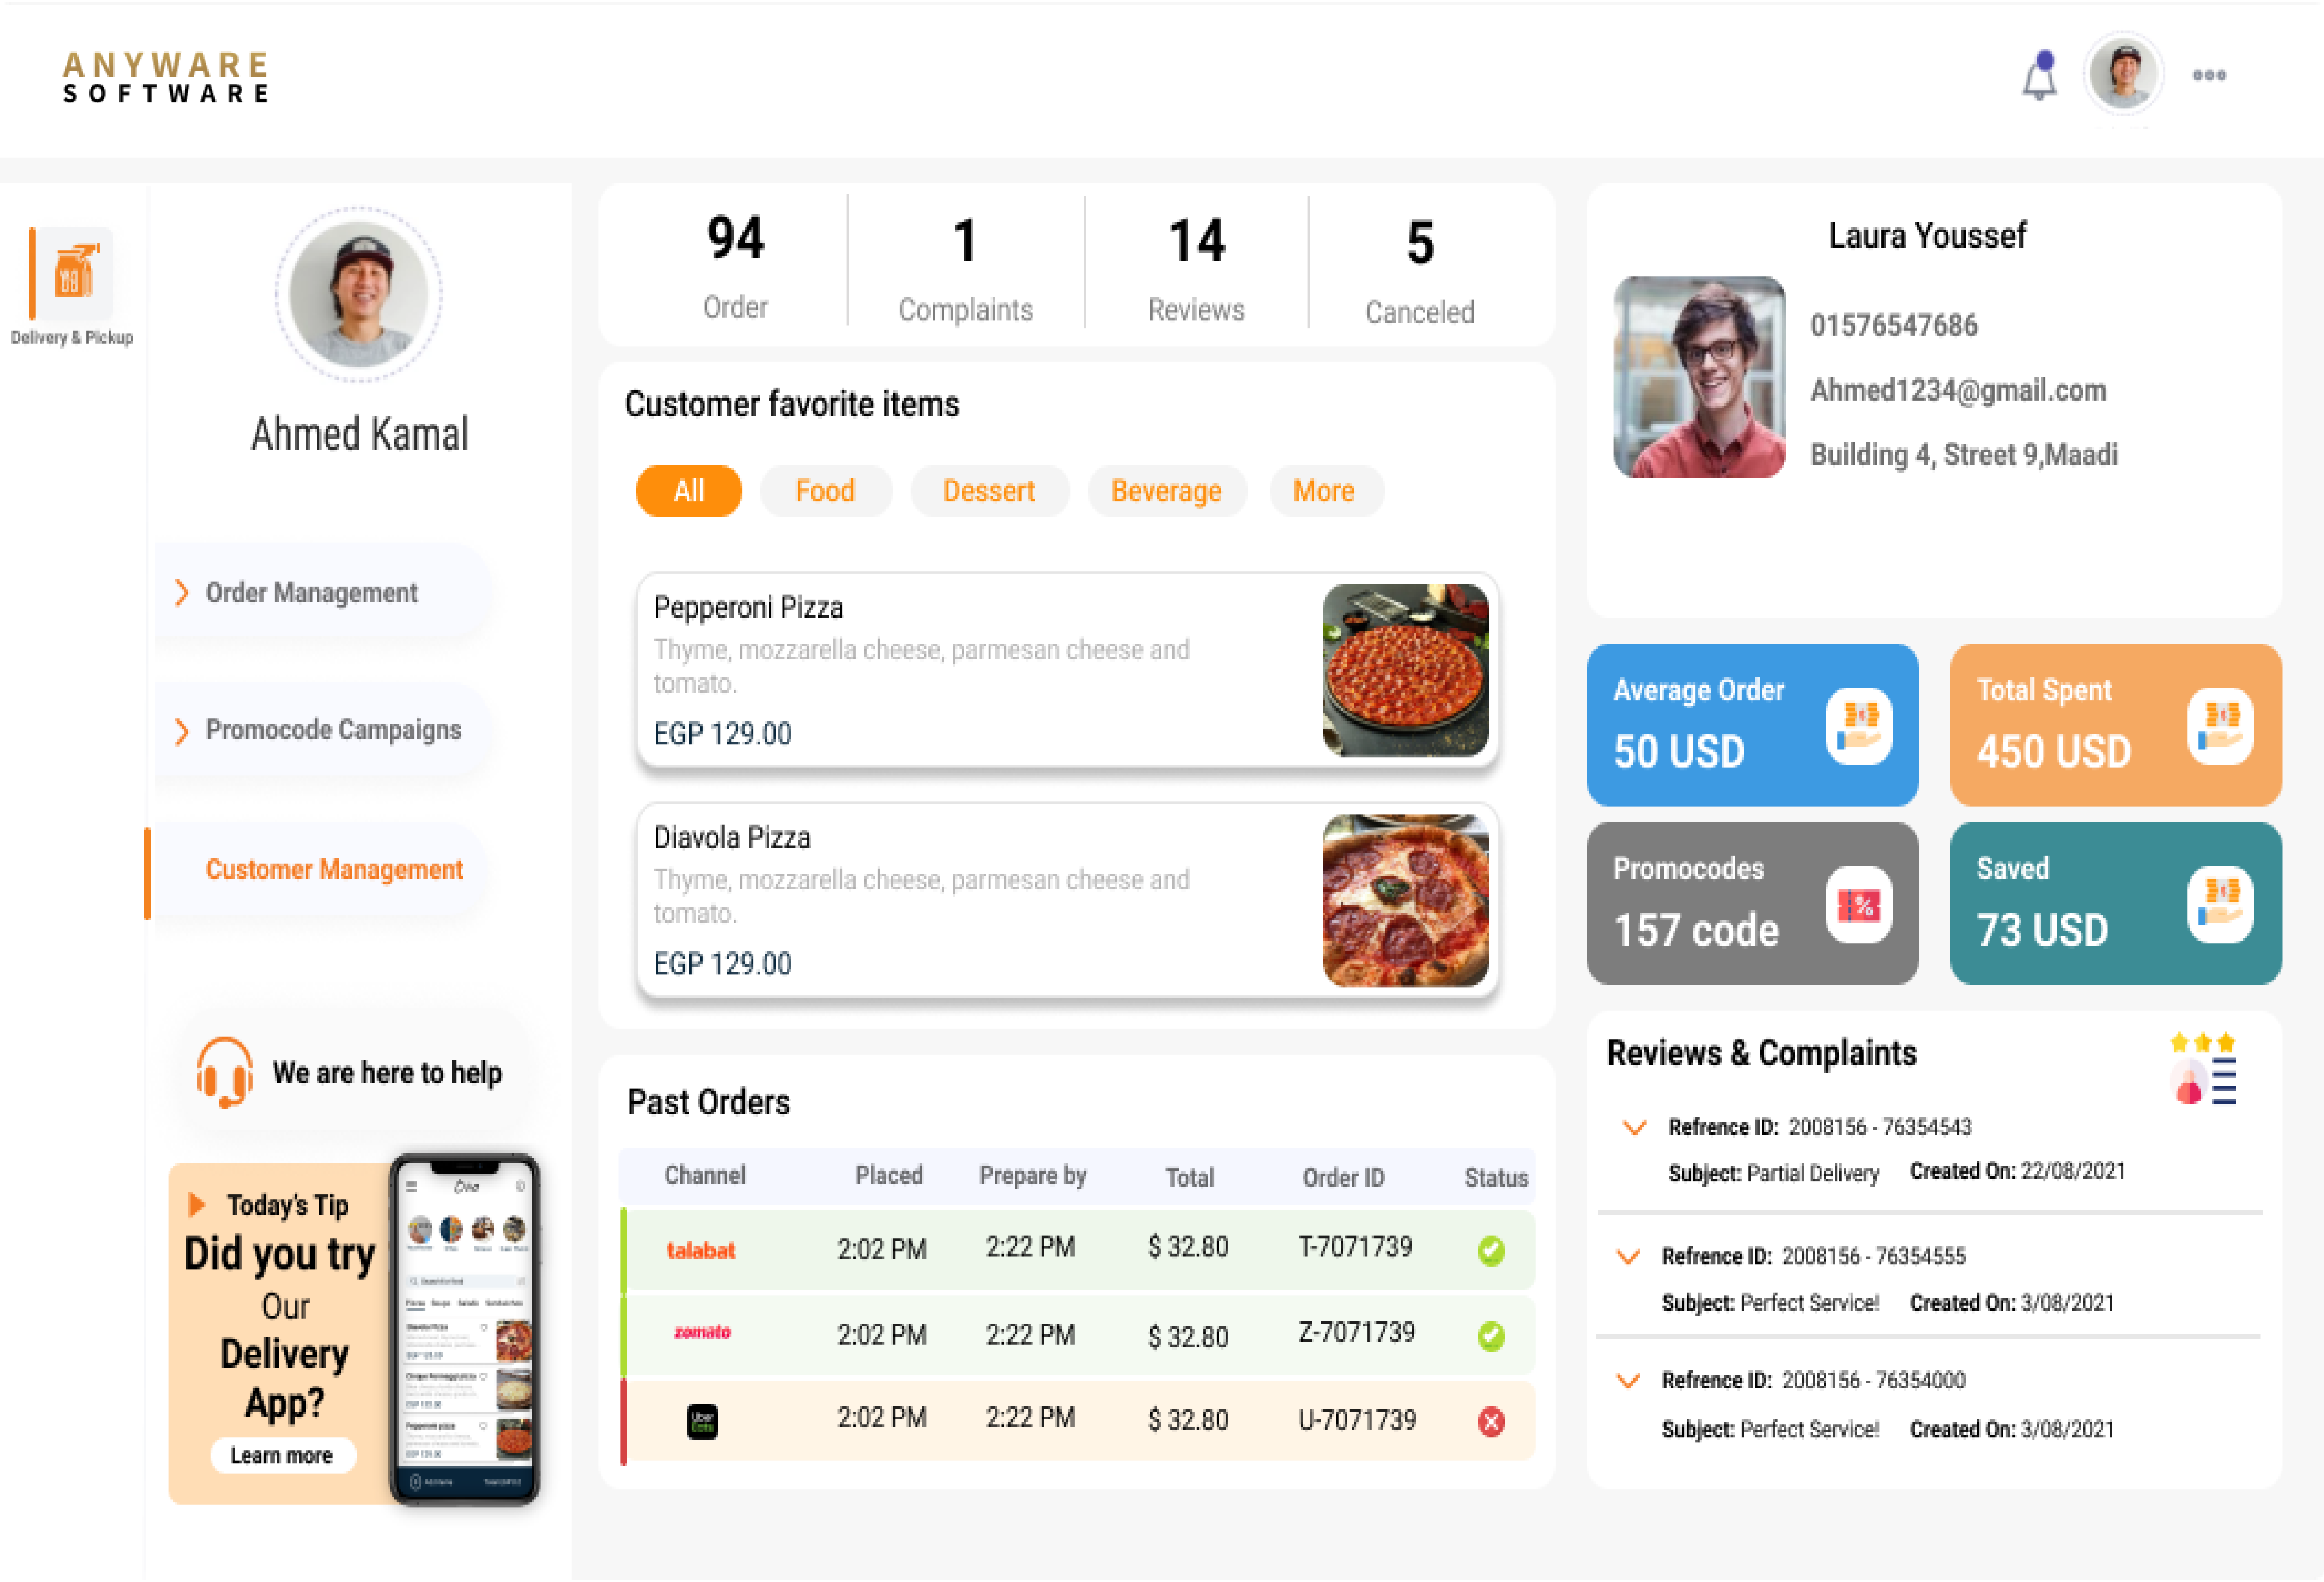 ANYWARE
SOFTWARE
Delivery & Pickup
Ahmed Kamal
Order Management
Promocode Campaigns
Customer Management
We are here to help
Today's Tip
Did you try
Our
Delivery
App?
Learn more
94
Order
1
Complaints
14
Reviews
5
Canceled
Customer favorite items
All Food Dessert Beverage More
Pepperoni Pizza
Thyme, mozzarella cheese, parmesan cheese and
tomato.
EGP 129.00
Diavola Pizza
Thyme, mozzarella cheese, parmesan cheese and
tomato.
EGP 129.00
Past Orders
Channel Placed Prepare by Total Order ID Status
talabat 2:02 PM 2:22 PM $ 32.80 T-7071739
zomato 2:02 PM 2:22 PM $ 32.80 Z-7071739
Uber Eats 2:02 PM 2:22 PM $ 32.80 U-7071739
Laura Youssef
01576547686
Ahmed1234@gmail.com
Building 4, Street 9,Maadi
Average Order
50 USD
Total Spent
450 USD
Promocodes
157 code
Saved
73 USD
Reviews & Complaints
Refrence ID: 2008156 - 76354543
Subject: Partial Delivery Created On: 22/08/2021
Refrence ID: 2008156 - 76354555
Subject: Perfect Service! Created On: 3/08/2021
Refrence ID: 2008156 - 76354000
Subject: Perfect Service! Created On: 3/08/2021